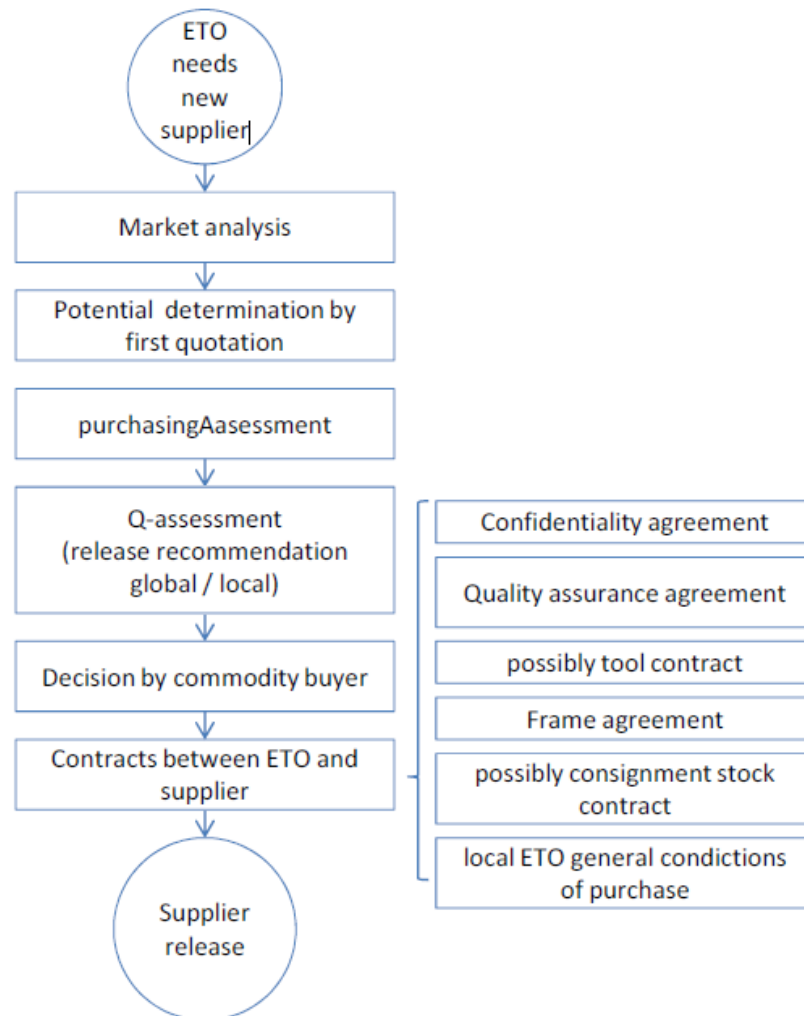 ETO
needs
new
supplier
Market analysis
Potential determination by
first quotation
purchasingAasessment
Q-assessment
(release recommendation
global / local)
Decision by commodity buyer
Contracts between ETO and
supplier
Supplier
release
Confidentiality agreement
Quality assurance agreement
possibly tool contract
Frame agreement
possibly consignment stock
contract
local ETO general condictions
of purchase